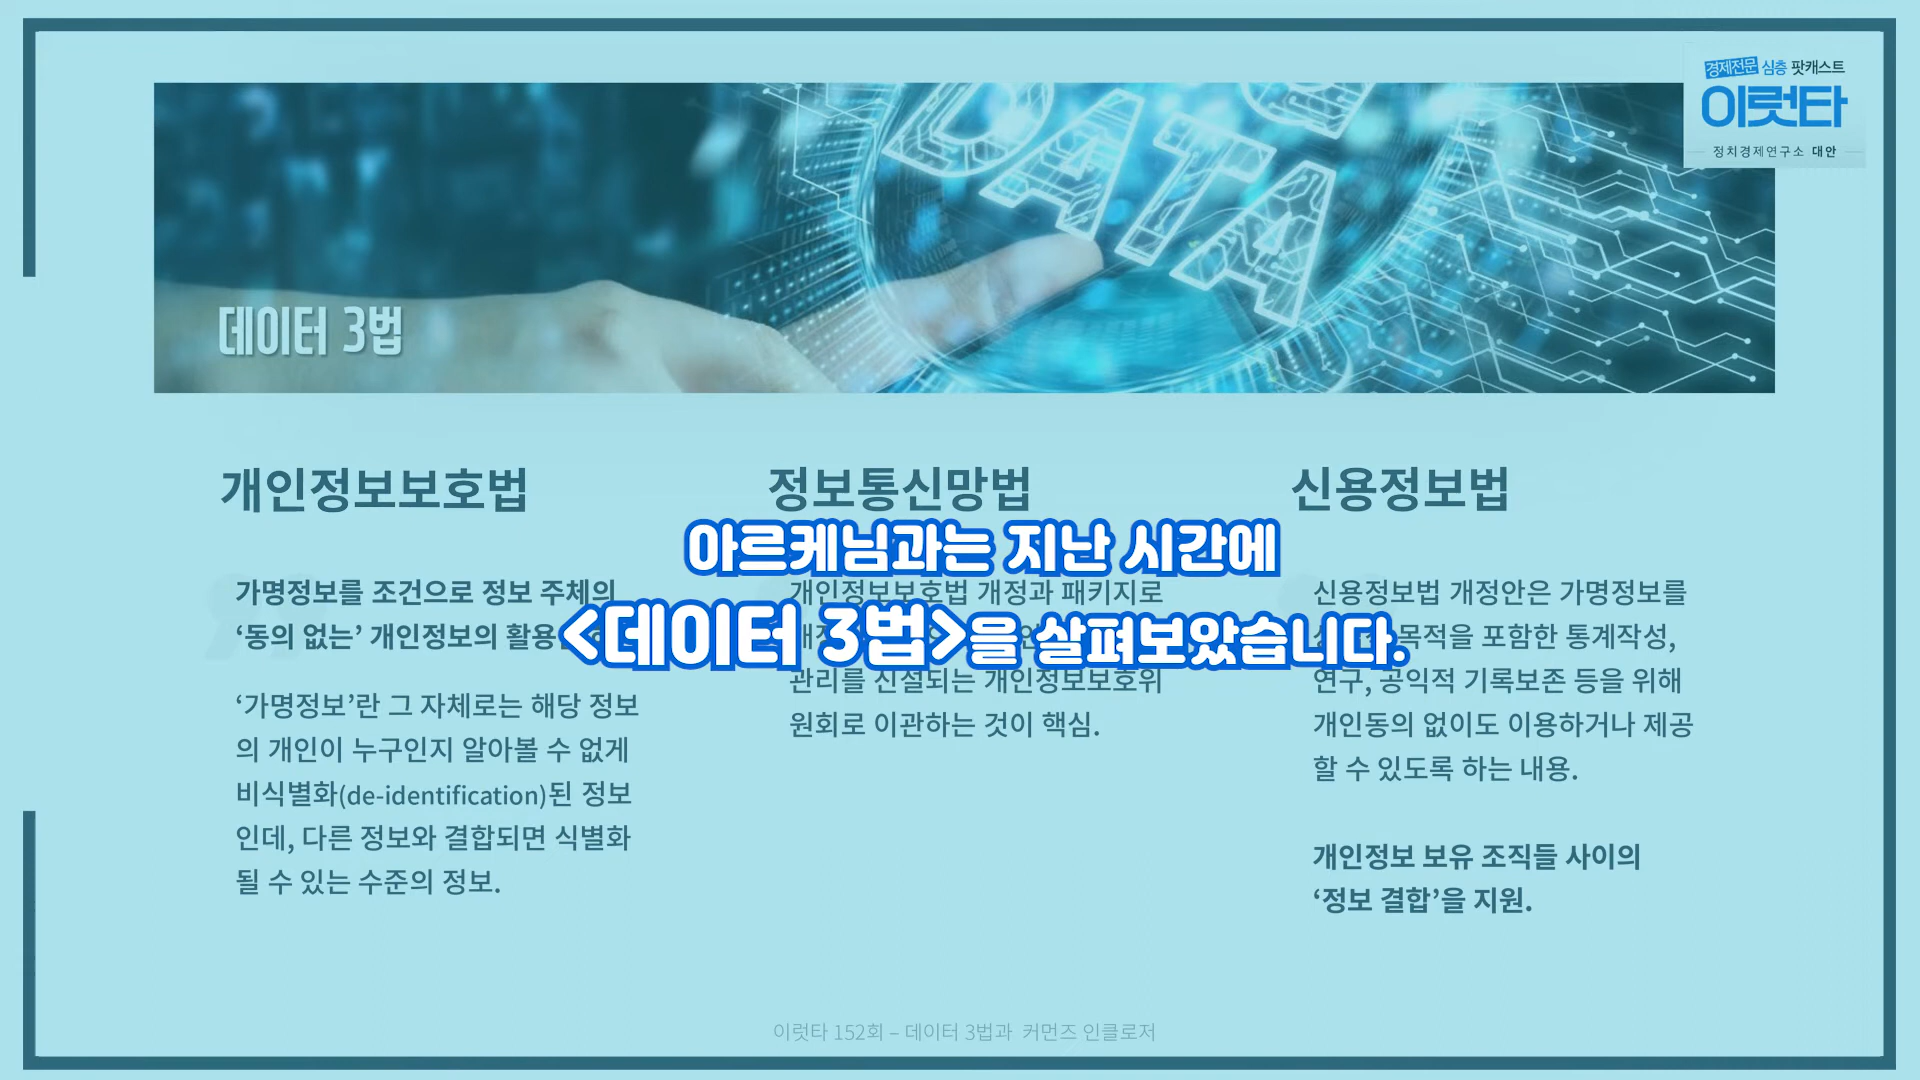 경제전문 심층 팟캐스트
이럿타
정치경제연구소 대안
DATA
데이터 3법
개인정보보호법
가명정보를 조건으로 정보 주체의
‘동의 없는’ 개인정보의 활용
‘가명정보’란 그 자체로는 해당 정보
의 개인이 누구인지 알아볼 수 없게
비식별화(de-identification)된 정보
인데, 다른 정보와 결합되면 식별화
될 수 있는 수준의 정보.
정보통신망법
개인정보보호법 개정과 패키지로
관리를 신설되는 개인정보보호위
원회로 이관하는 것이 핵심.
신용정보법
신용정보법 개정안은 가명정보를
목적을 포함한 통계작성,
연구, 공익적 기록보존 등을 위해
개인동의 없이도 이용하거나 제공
할 수 있도록 하는 내용.
개인정보 보유 조직들 사이의
‘정보 결합’을 지원.
아르케님과는 지난 시간에
<데이터 3법>을 살펴보았습니다.
이럿타 152회 – 데이터 3법과 커먼즈 인클로저